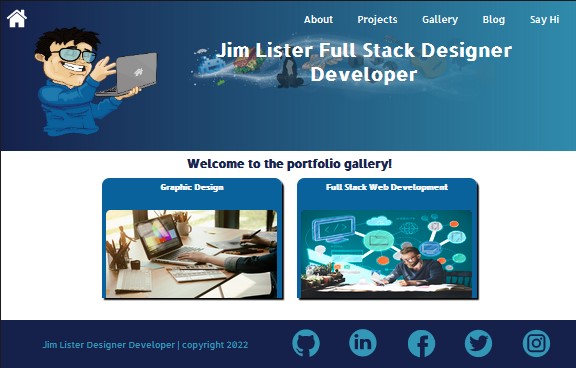 About Projects Gallery Blog Say Hi
Jim Lister Full Stack Designer
Developer
Welcome to the portfolio gallery!
Graphic Design
Full Stack Web Development
Jim Lister Designer Developer | copyright 2022
in